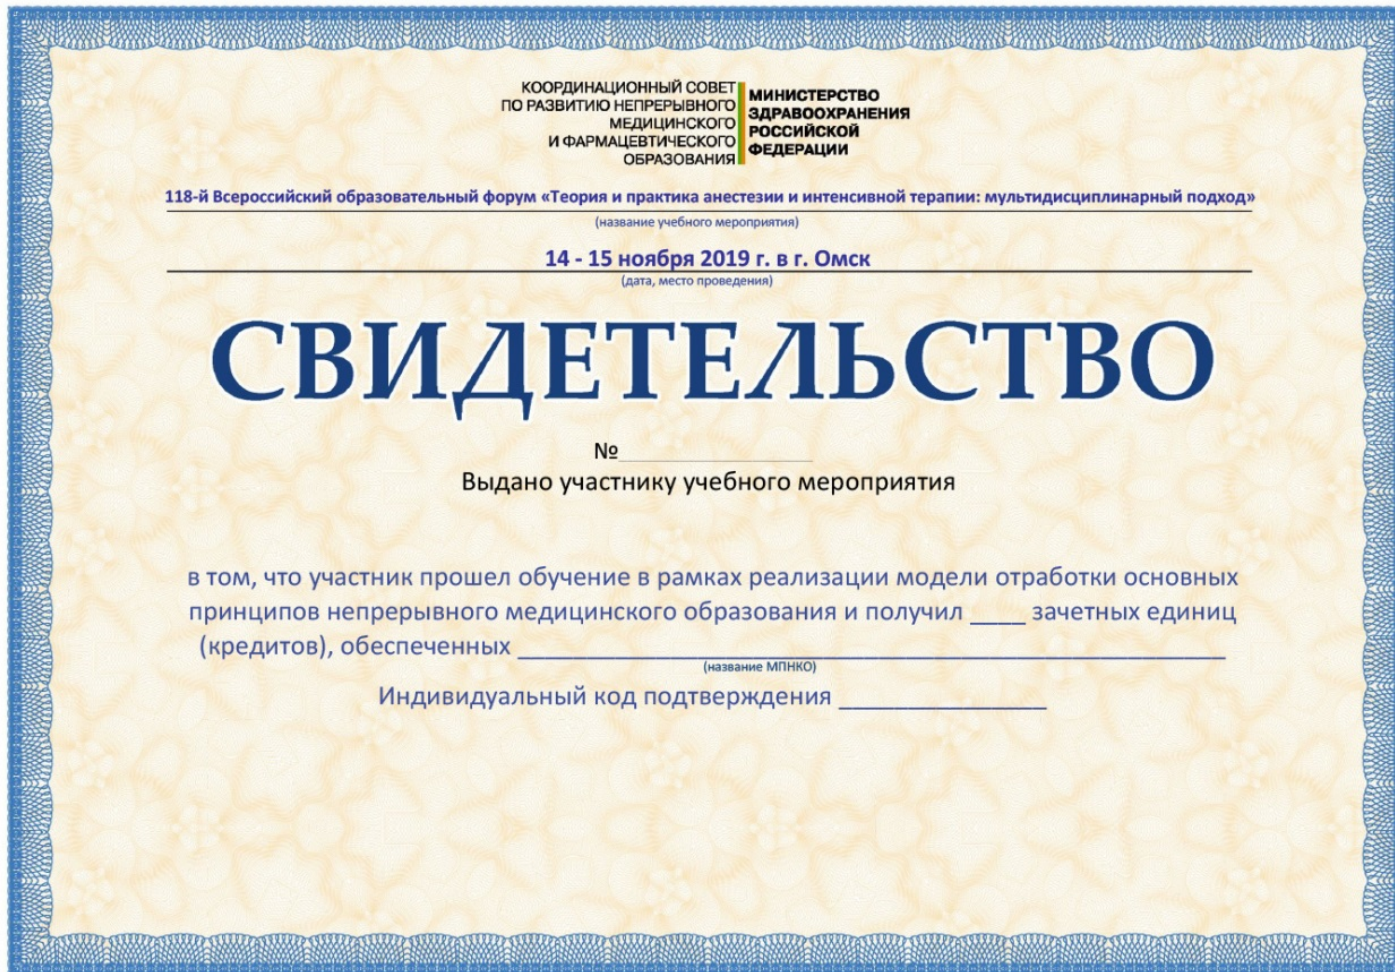 КООРДИНАЦИОННЫЙ СОВЕТ
ПО РАЗВИТИЮ НЕПРЕРЫВНОГО
МЕДИЦИНСКОГО
И ФАРМАЦЕВТИЧЕСКОГО
ОБРАЗОВАНИЯ
МИНИСТЕРСТВО
ЗДРАВООХРАНЕНИЯ
РОССИЙСКОЙ
ФЕДЕРАЦИИ
118-й Всероссийский образовательный форум «Теория и практика анестезии и интенсивной терапии: мультидисциплинарный подход»
(название учебного мероприятия)
14 - 15 ноября 2019 г. в г. Омск
(дата, место проведения)
СВИДЕТЕЛЬСТВО
№_______________
Выдано участнику учебного мероприятия
в том, что участник прошел обучение в рамках реализации модели отработки основных
принципов непрерывного медицинского образования и получил ____ зачетных единиц
(кредитов), обеспеченных ___________________________________________________
(название МПНКО)
Индивидуальный код подтверждения _______________